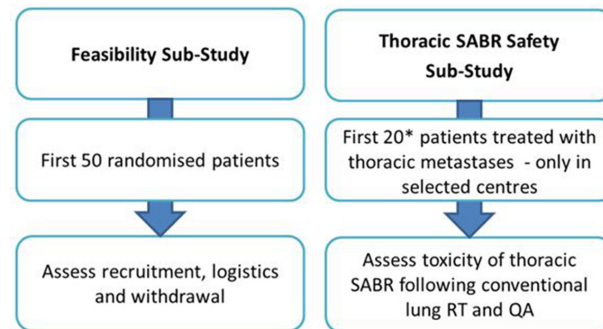 Feasibility Sub-Study
First 50 randomised patients
Assess recruitment, logistics
and withdrawal
Thoracic SABR Safety
Sub-Study
First 20* patients treated with
thoracic metastases - only in
selected centres
Assess toxicity of thoracic
SABR following conventional
lung RT and QA